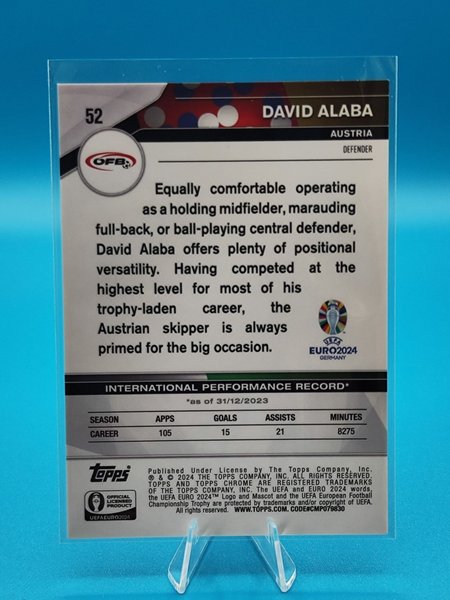 52
DAVID ALABA
AUSTRIA
DEFENDER
ÖFB
Equally comfortable operating
as a holding midfielder, marauding
full-back, or ball-playing central defender,
David Alaba offers plenty of positional
versatility. Having competed at the
highest level for most of his
trophy-laden career, the
Austrian skipper is always
primed for the big occasion.
UEFA
EURO2024
GERMANY
INTERNATIONAL PERFORMANCE RECORD*
*as of 31/12/2023
SEASON APPS GOALS ASSISTS MINUTES
CAREER 105 15 21 8275
Topps
OFFICIAL
LICENSED
PRODUCT
UEFA EURO2024
Published Under License by The Topps Company, Inc.
® & © 2024 THE TOPPS COMPANY, INC. ALL RIGHTS RESERVED.
TOPPS AND TOPPS CHROME ARE REGISTERED TRADEMARKS
OF THE TOPPS COMPANY, INC. The UEFA and EURO 2024 words,
the UEFA EURO 2024™ Logo and Mascot and the UEFA European Football
Championship Trophy are protected by trademarks and/or copyright of UEFA.
All rights reserved. WWW.TOPPS.COM. CODE#CMP079830